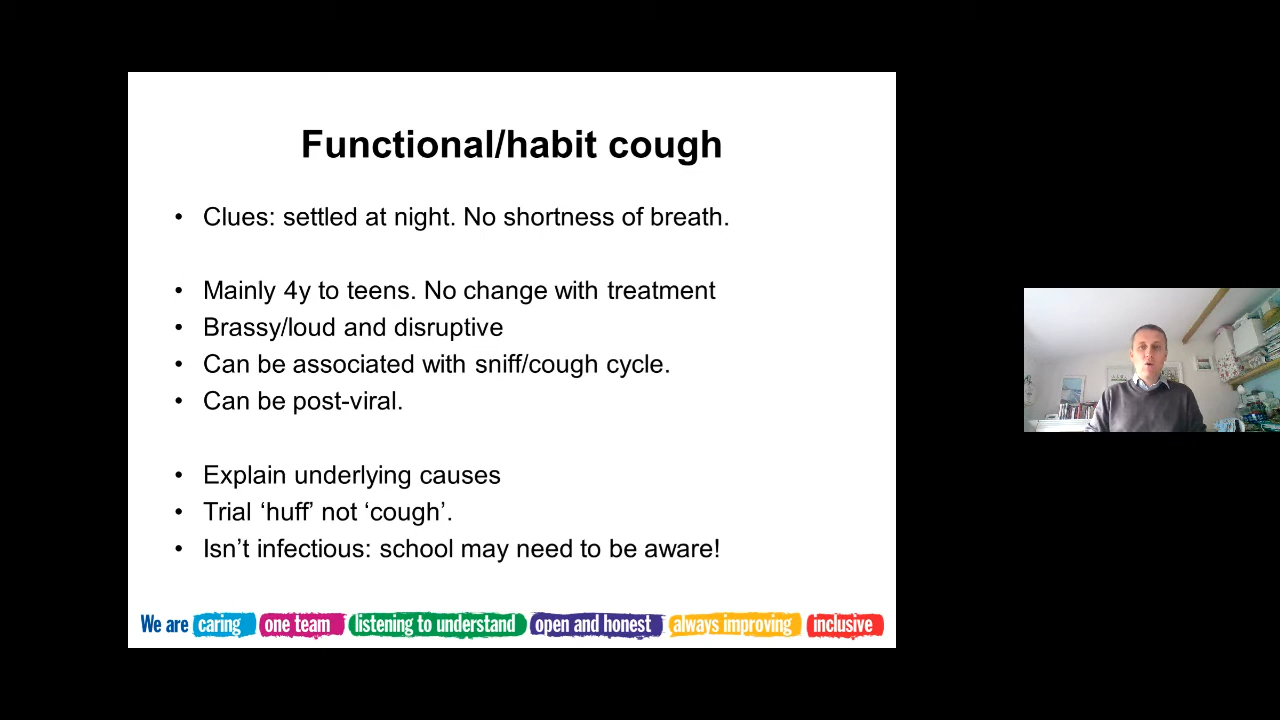 Functional/habit cough
• Clues: settled at night. No shortness of breath.
• Mainly 4y to teens. No change with treatment
• Brassy/loud and disruptive
• Can be associated with sniff/cough cycle.
• Can be post-viral.
• Explain underlying causes
• Trial ‘huff’ not ‘cough’.
• Isn’t infectious: school may need to be aware!
We are caring one team listening to understand open and honest always improving inclusive